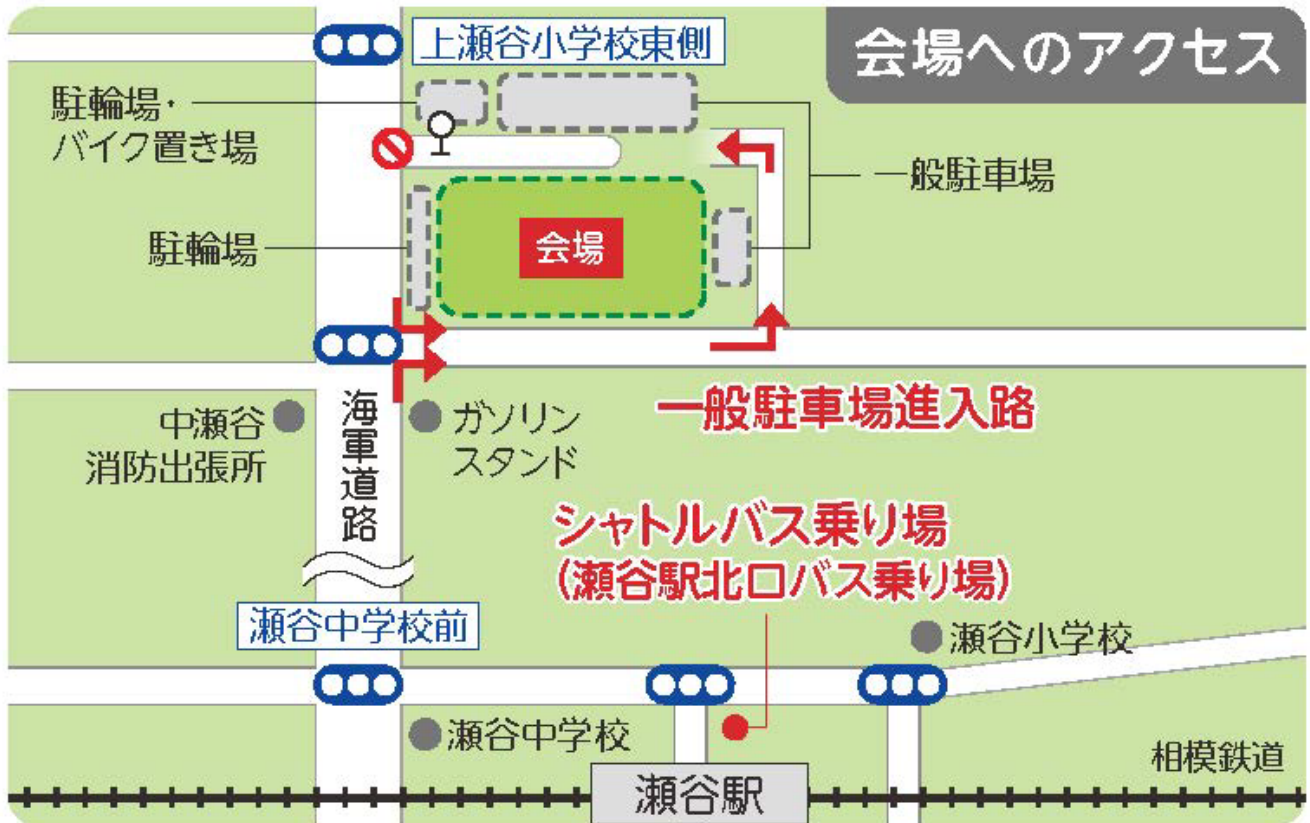 上瀬谷小学校東側
会場へのアクセス
駐輪場・
バイク置き場
一般駐車場
駐輪場
会場
一般駐車場進入路
中瀬谷
消防出張所
海軍道路
ガソリン
スタンド
シャトルバス乗り場
(瀬谷駅北口バス乗り場)
瀬谷中学校前
瀬谷小学校
瀬谷中学校
相模鉄道
瀬谷駅